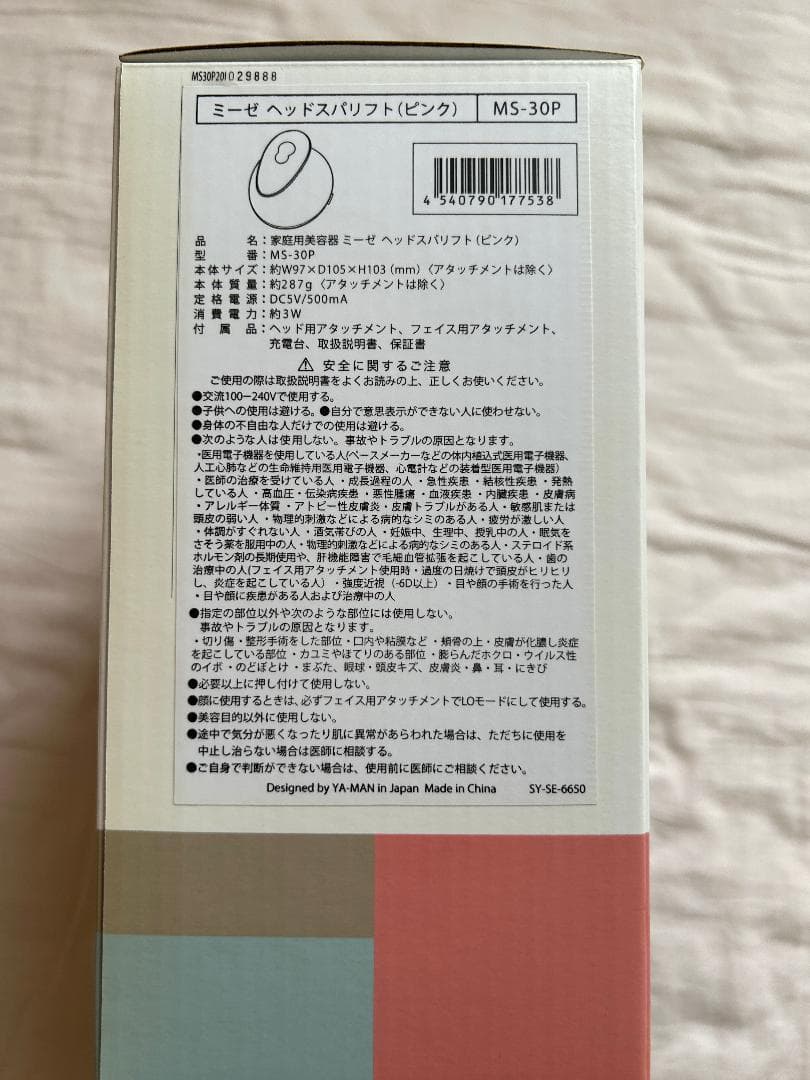 MS30P201029888
ミーゼ ヘッドスパリフト(ピンク) MS-30P
4 540790 177538
品名:家庭用美容器 ミーゼ ヘッドスパリフト(ピンク)
型番:MS-30P
本体サイズ:約W97×D105×H103(mm)〈アタッチメントは除く〉
本体質量:約287g〈アタッチメントは除く〉
定格電源:DC5V/500mA
消費電力:約3W
付属品:ヘッド用アタッチメント、フェイス用アタッチメント、
充電台、取扱説明書、保証書
⚠ 安全に関するご注意
ご使用の際は取扱説明書をよくお読みの上、正しくお使いください。
●交流100−240Vで使用する。
●子供への使用は避ける。●自分で意思表示ができない人に使わせない。
●身体の不自由な人だけでの使用は避ける。
●次のような人は使用しない。事故やトラブルの原因となります。
・医用電子機器を使用している人(ペースメーカーなどの体内植込式医用電子機器、
人工心肺などの生命維持用医用電子機器、心電計などの装着型医用電子機器)
・医師の治療を受けている人・成長過程の人・急性疾患・結核性疾患・発熱
している人・高血圧・伝染病疾患・悪性腫瘍・血液疾患・内臓疾患・皮膚病
・アレルギー体質・アトピー性皮膚炎・皮膚トラブルがある人・敏感肌または
頭皮の弱い人・物理的刺激などによる病的なシミのある人・疲労が激しい人
・体調がすぐれない人・酒気帯びの人・妊娠中、生理中、授乳中の人・眠気を
さそう薬を服用中の人・物理的刺激などによる病的なシミのある人・ステロイド系
ホルモン剤の長期使用や、肝機能障害で毛細血管拡張を起こしている人・歯の
治療中の人(フェイス用アタッチメント使用時・過度の日焼けで頭皮がヒリヒリ
し、炎症を起こしている人)・強度近視(-6D以上)・目や顔の手術を行った人
・目や顔に疾患がある人および治療中の人
●指定の部位以外や次のような部位には使用しない。
事故やトラブルの原因となります。
・切り傷・整形手術をした部位・口内や粘膜など・頬骨の上・皮膚が化膿し炎症
を起こしている部位・カユミやほてりのある部位・膨らんだホクロ・ウイルス性
のイボ・のどぼとけ・まぶた、眼球・頭皮キズ、皮膚炎・鼻・耳・にきび
●必要以上に押し付けて使用しない。
●顔に使用するときは、必ずフェイス用アタッチメントでLOモードにして使用する。
●美容目的以外に使用しない。
●途中で気分が悪くなったり肌に異常があらわれた場合は、ただちに使用を
中止し治らない場合は医師に相談する。
●ご自身で判断ができない場合は、使用前に医師にご相談ください。
Designed by YA-MAN in Japan Made in China SY-SE-6650